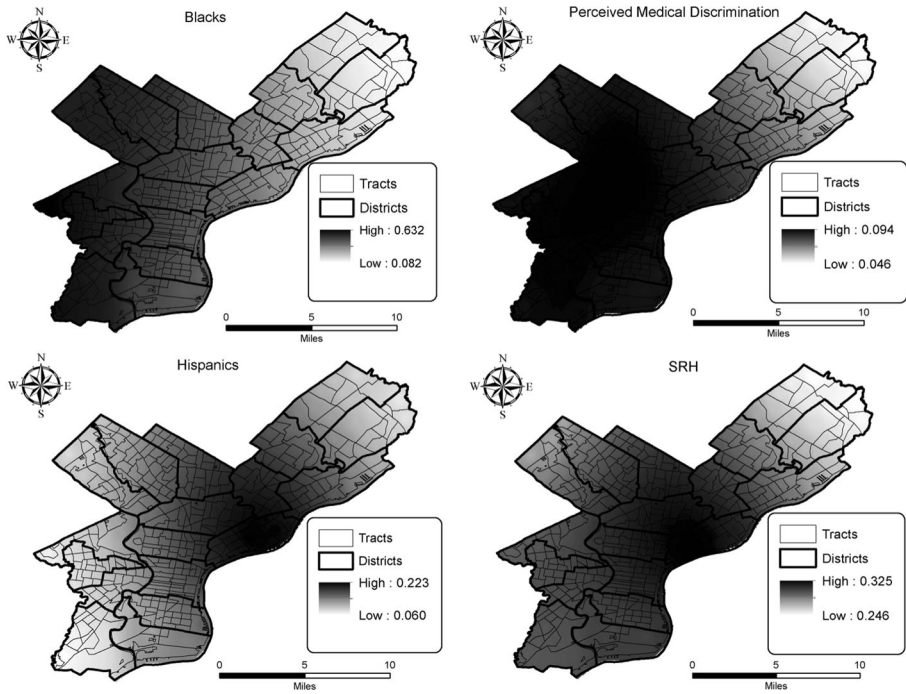 Blacks
N
W E
S
Tracts
Districts
High : 0.632
Low : 0.082
0 5 10
Miles
Perceived Medical Discrimination
N
W E
S
Tracts
Districts
High : 0.094
Low : 0.046
0 5 10
Miles
Hispanics
N
W E
S
Tracts
Districts
High : 0.223
Low : 0.060
0 5 10
Miles
SRH
N
W E
S
Tracts
Districts
High : 0.325
Low : 0.246
0 5 10
Miles